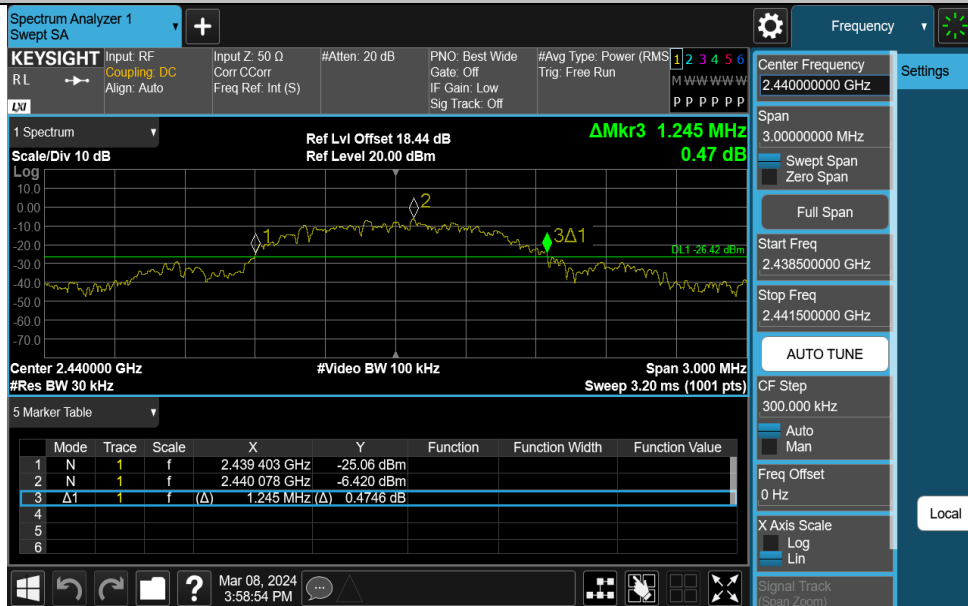 Spectrum Analyzer 1
Swept SA
+
Frequency
KEYSIGHT
RL
LXI
Input: RF
Coupling: DC
Align: Auto
Input Z: 50 Ω
Corr CCorr
Freq Ref: Int (S)
#Atten: 20 dB
PNO: Best Wide
Gate: Off
IF Gain: Low
Sig Track: Off
#Avg Type: Power (RMS
Trig: Free Run
1 2 3 4 5 6
M W W W W W
P P P P P P
1 Spectrum
Scale/Div 10 dB
Ref Lvl Offset 18.44 dB
Ref Level 20.00 dBm
ΔMkr3 1.245 MHz
0.47 dB
Log
10.0
0.00
-10.0
-20.0
-30.0
-40.0
-50.0
-60.0
-70.0
1
2
3Δ1
DL1 -26.42 dBm
Center 2.440000 GHz
#Video BW 100 kHz
Span 3.000 MHz
#Res BW 30 kHz
Sweep 3.20 ms (1001 pts)
5 Marker Table
Mode Trace Scale X Y Function Function Width Function Value
1 N 1 f 2.439 403 GHz -25.06 dBm
2 N 1 f 2.440 078 GHz -6.420 dBm
3 Δ1 1 f (Δ) 1.245 MHz (Δ) 0.4746 dB
4
5
6
?
Mar 08, 2024
3:58:54 PM
Center Frequency
2.440000000 GHz
Settings
Span
3.00000000 MHz
Swept Span
Zero Span
Full Span
Start Freq
2.438500000 GHz
Stop Freq
2.441500000 GHz
AUTO TUNE
CF Step
300.000 kHz
Auto
Man
Freq Offset
0 Hz
Local
X Axis Scale
Log
Lin
Signal Track
(Span Zoom)